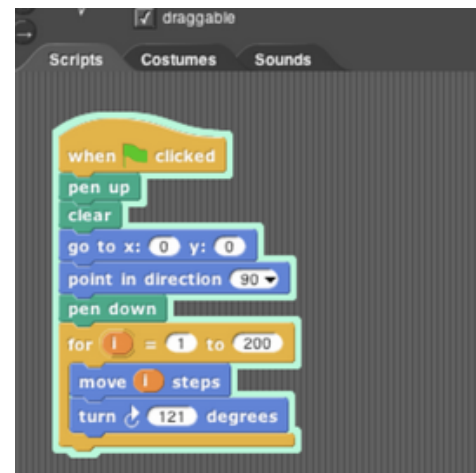 draggable
Scripts Costumes Sounds
when clicked
pen up
clear
go to x: 0 y: 0
point in direction 90
pen down
for i = 1 to 200
move i steps
turn 121 degrees